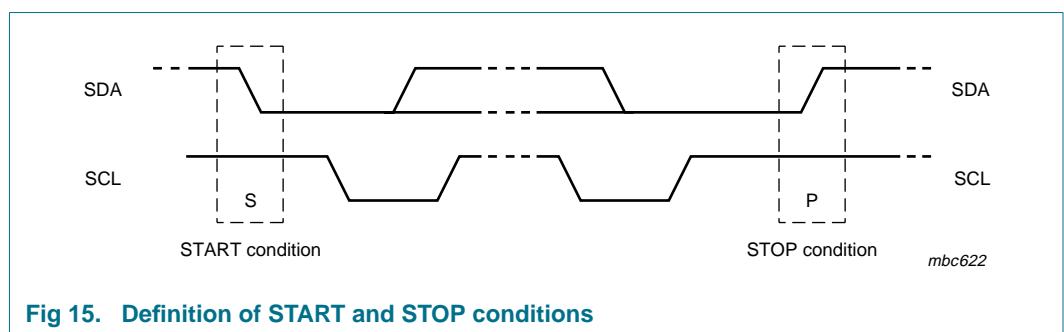 SDA SDA
SCL SCL
S P
START condition STOP condition
mbc622
Fig 15. Definition of START and STOP conditions